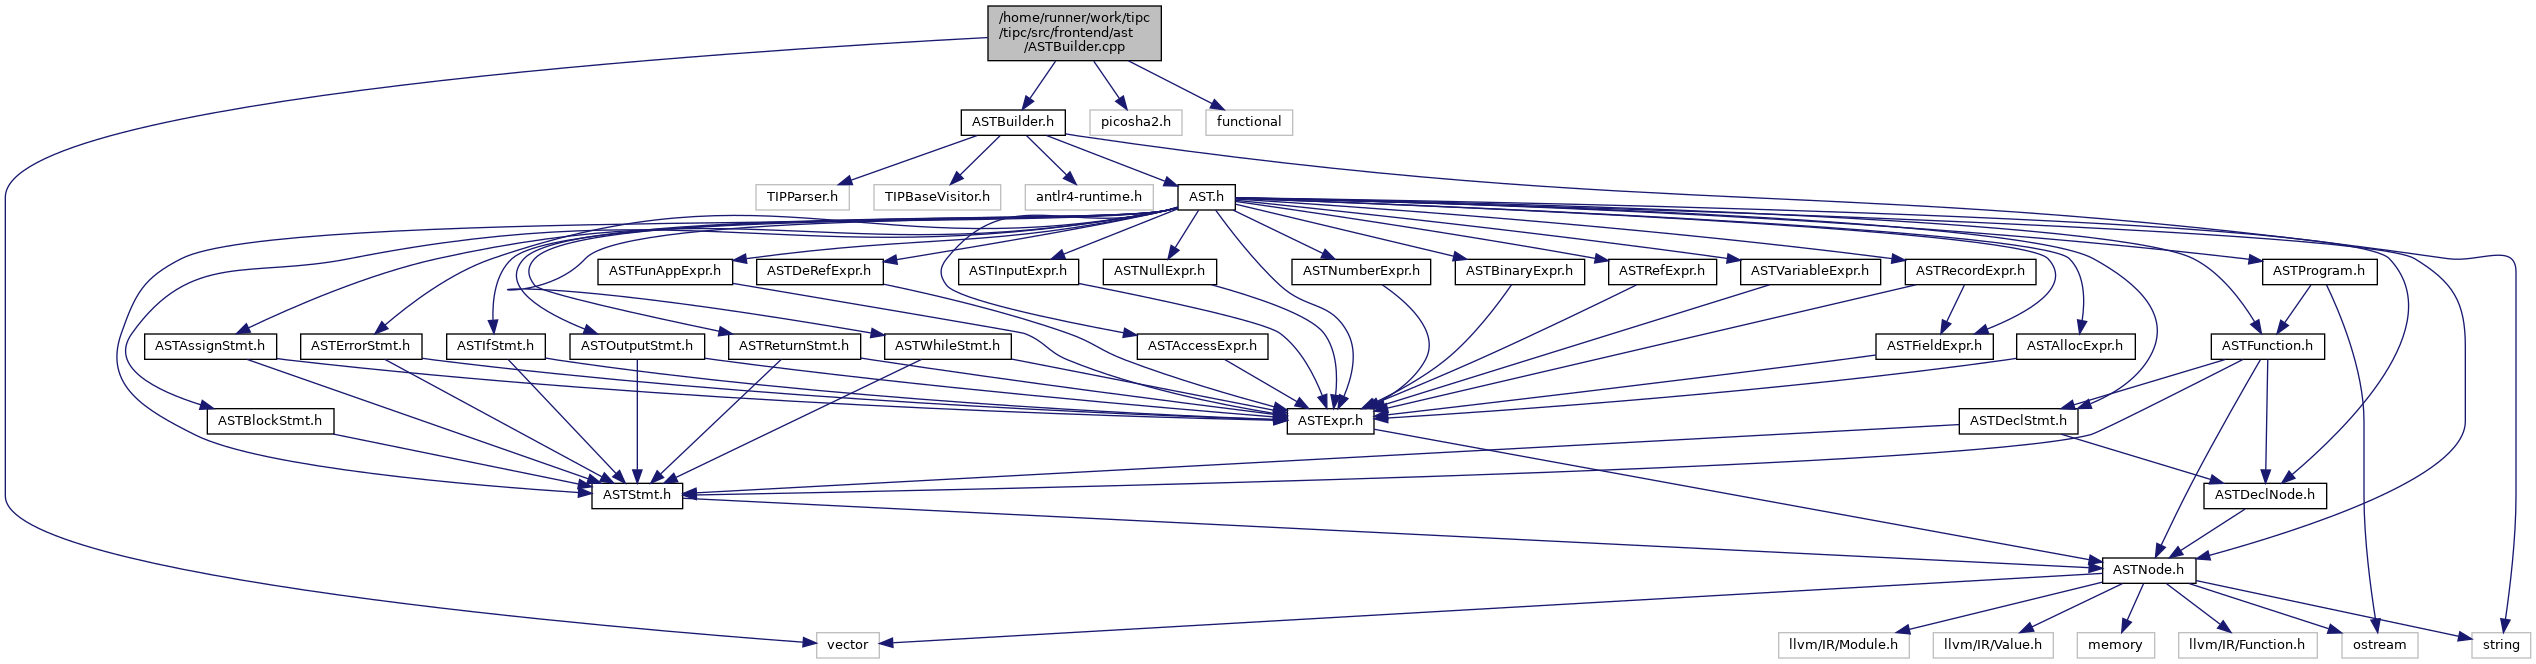 /home/runner/work/tipc
/tipc/src/frontend/ast
/ASTBuilder.cpp
ASTBuilder.h
picosha2.h
functional
TIPParser.h
TIPBaseVisitor.h
antlr4-runtime.h
AST.h
ASTFunAppExpr.h
ASTDeRefExpr.h
ASTInputExpr.h
ASTNullExpr.h
ASTNumberExpr.h
ASTBinaryExpr.h
ASTRefExpr.h
ASTVariableExpr.h
ASTRecordExpr.h
ASTProgram.h
ASTAssignStmt.h
ASTErrorStmt.h
ASTIfStmt.h
ASTOutputStmt.h
ASTReturnStmt.h
ASTWhileStmt.h
ASTAccessExpr.h
ASTFieldExpr.h
ASTAllocExpr.h
ASTFunction.h
ASTBlockStmt.h
ASTExpr.h
ASTDeclStmt.h
ASTStmt.h
ASTDeclNode.h
ASTNode.h
vector
llvm/IR/Module.h
llvm/IR/Value.h
memory
llvm/IR/Function.h
ostream
string